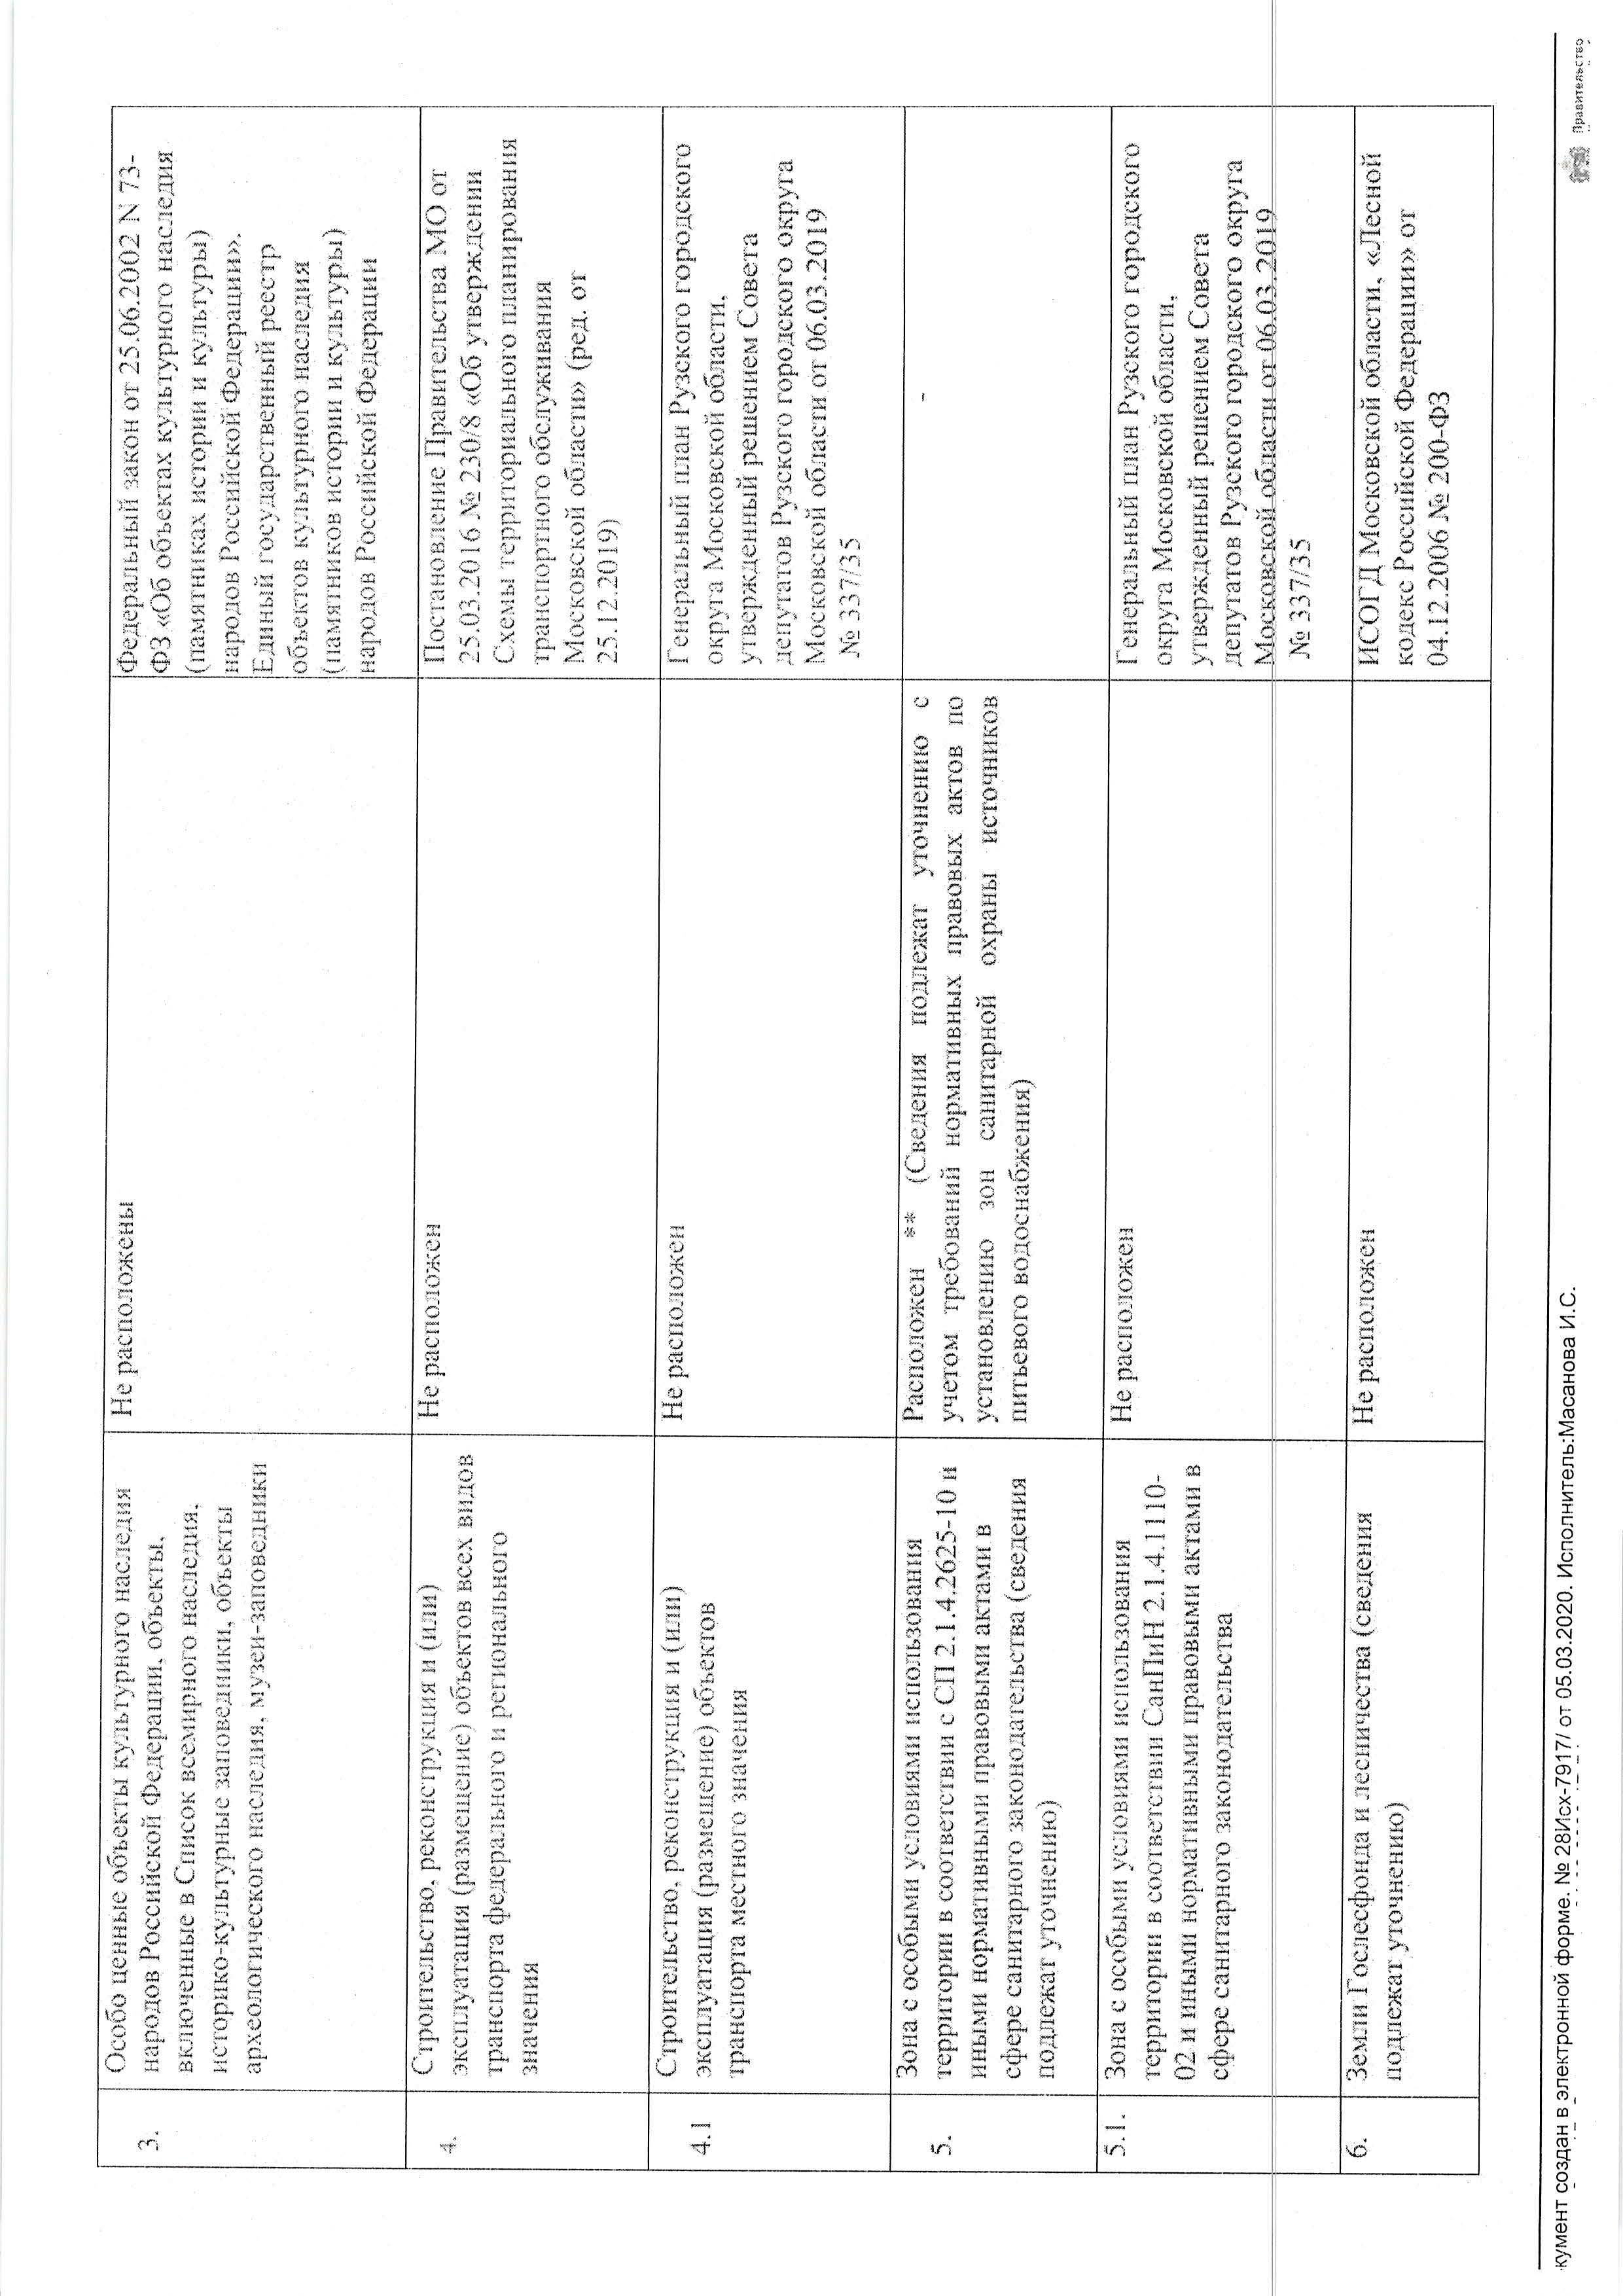 3.
Особо ценные объекты культурного наследия
народов Российской Федерации, объекты,
включенные в Список всемирного наследия,
историко-культурные заповедники, объекты
археологического наследия, музеи-заповедники
Не расположены
Федеральный закон от 25.06.2002 N 73-
ФЗ «Об объектах культурного наследия
(памятниках истории и культуры)
народов Российской Федерации».
Единый государственный реестр
объектов культурного наследия
(памятников истории и культуры)
народов Российской Федерации
4.
Строительство, реконструкция и (или)
эксплуатация (размещение) объектов всех видов
транспорта федерального и регионального
значения
Не расположен
Постановление Правительства МО от
25.03.2016 № 230/8 «Об утверждении
Схемы территориального планирования
транспортного обслуживания
Московской области» (ред. от
25.12.2019)
4.1
Строительство, реконструкция и (или)
эксплуатация (размещение) объектов
транспорта местного значения
Не расположен
Генеральный план Рузского городского
округа Московской области,
утвержденный решением Совета
депутатов Рузского городского округа
Московской области от 06.03.2019
№ 337/35
5.
Зона с особыми условиями использования
территории в соответствии с СП 2.1.4.2625-10 и
иными нормативными правовыми актами в
сфере санитарного законодательства (сведения
подлежат уточнению)
Расположен ** (Сведения подлежат уточнению с
учетом требований нормативных правовых актов по
установлению зон санитарной охраны источников
питьевого водоснабжения)
-
5.1.
Зона с особыми условиями использования
территории в соответствии СанПиН 2.1.4.1110-
02 и иными нормативными правовыми актами в
сфере санитарного законодательства
Не расположен
Генеральный план Рузского городского
округа Московской области,
утвержденный решением Совета
депутатов Рузского городского округа
Московской области от 06.03.2019
№ 337/35
6.
Земли Гослесфонда и лесничества (сведения
подлежат уточнению)
Не расположен
ИСОГД Московской области, «Лесной
кодекс Российской Федерации» от
04.12.2006 № 200-ФЗ
кумент создан в электронной форме. № 28Исх-7917/ от 05.03.2020. Исполнитель:Масанова И.С.
Правительство